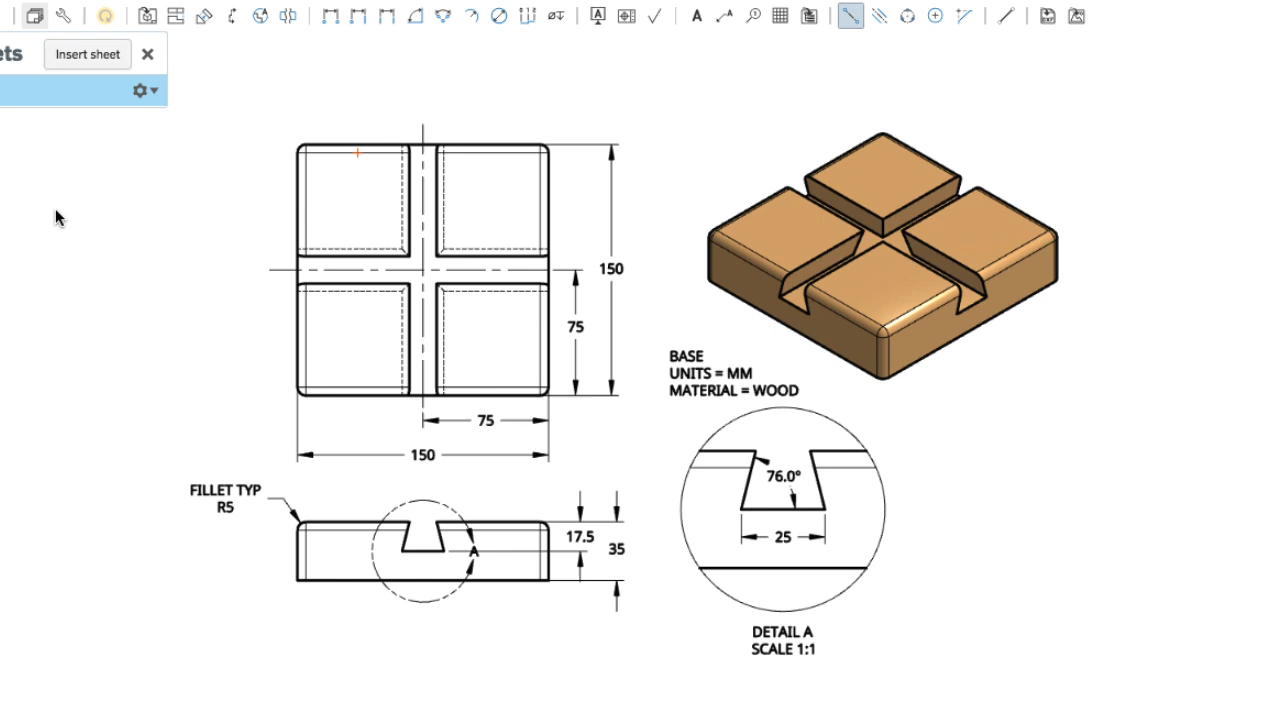 ets
Insert sheet
150
75
75
150
BASE
UNITS = MM
MATERIAL = WOOD
76.0°
25
FILLET TYP
R5
17.5
35
A
DETAIL A
SCALE 1:1